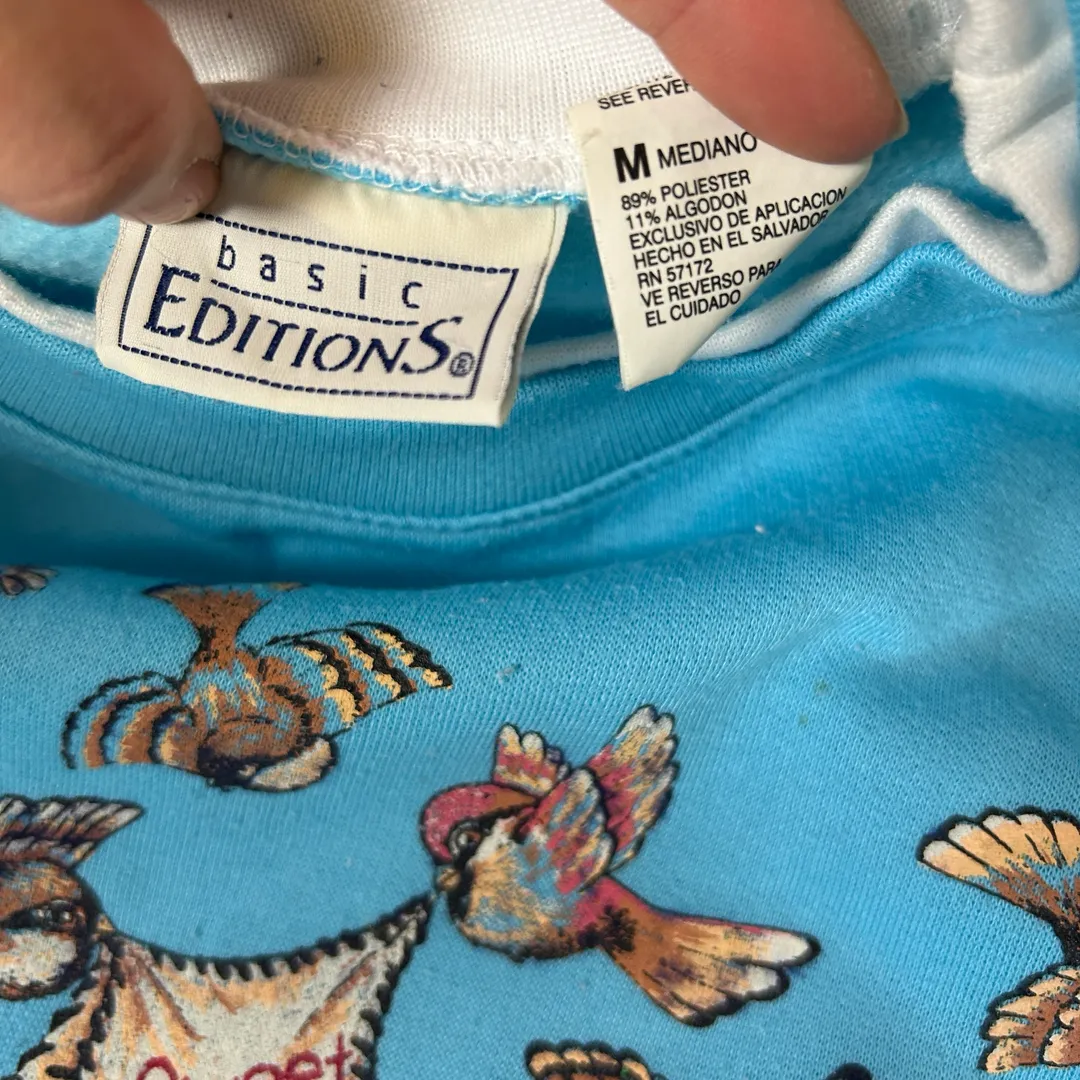 basic
EDITIONS®
SEE REVER
M MEDIANO
89% POLIESTER
11% ALGODON
EXCLUSIVO DE APLICACION
HECHO EN EL SALVADOR
RN 57172
VE REVERSO PARA
EL CUIDADO